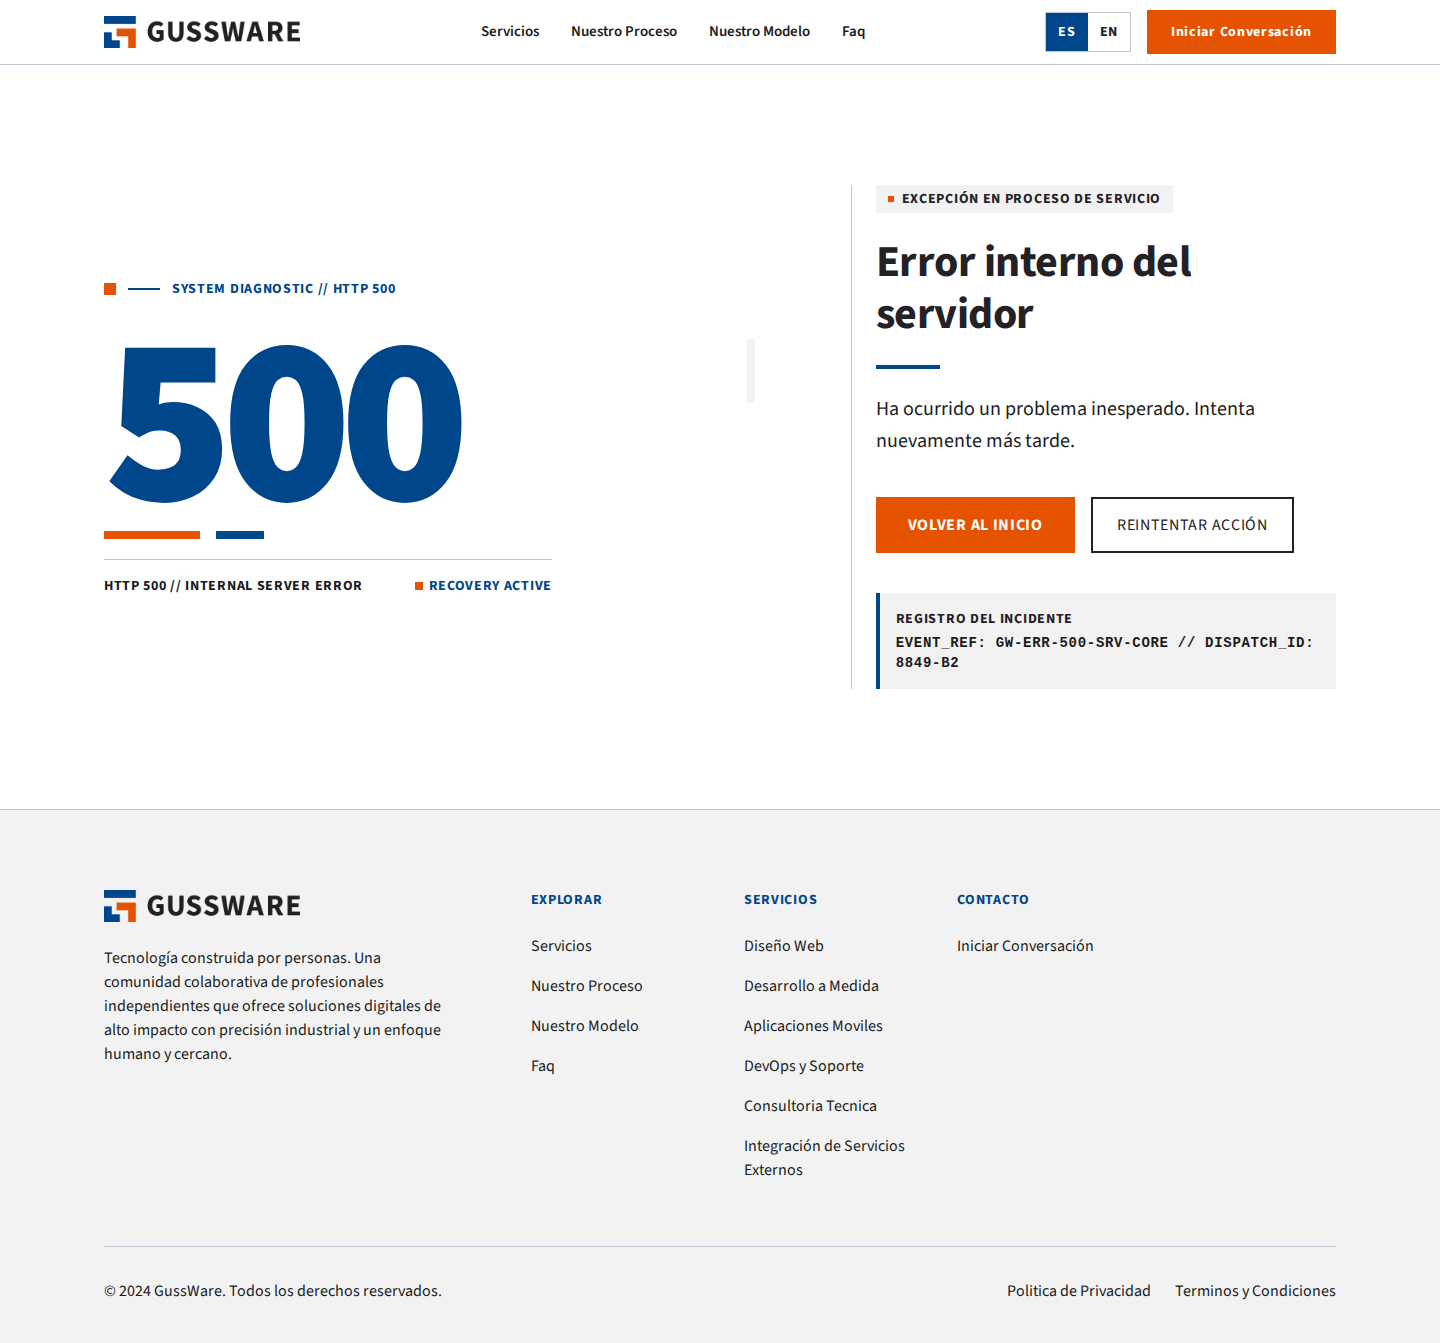 GUSSWARE
Servicios
Nuestro Proceso
Nuestro Modelo
Faq
ES
EN
Iniciar Conversación
SYSTEM DIAGNOSTIC // HTTP 500
500
HTTP 500 // INTERNAL SERVER ERROR
RECOVERY ACTIVE
EXCEPCIÓN EN PROCESO DE SERVICIO
Error interno del
servidor
Ha ocurrido un problema inesperado. Intenta
nuevamente más tarde.
VOLVER AL INICIO
REINTENTAR ACCIÓN
REGISTRO DEL INCIDENTE
EVENT_REF: GW-ERR-500-SRV-CORE // DISPATCH_ID:
8849-B2
GUSSWARE
Tecnología construida por personas. Una
comunidad colaborativa de profesionales
independientes que ofrece soluciones digitales de
alto impacto con precisión industrial y un enfoque
humano y cercano.
EXPLORAR
Servicios
Nuestro Proceso
Nuestro Modelo
Faq
SERVICIOS
Diseño Web
Desarrollo a Medida
Aplicaciones Moviles
DevOps y Soporte
Consultoria Tecnica
Integración de Servicios
Externos
CONTACTO
Iniciar Conversación
© 2024 GussWare. Todos los derechos reservados.
Politica de Privacidad
Terminos y Condiciones